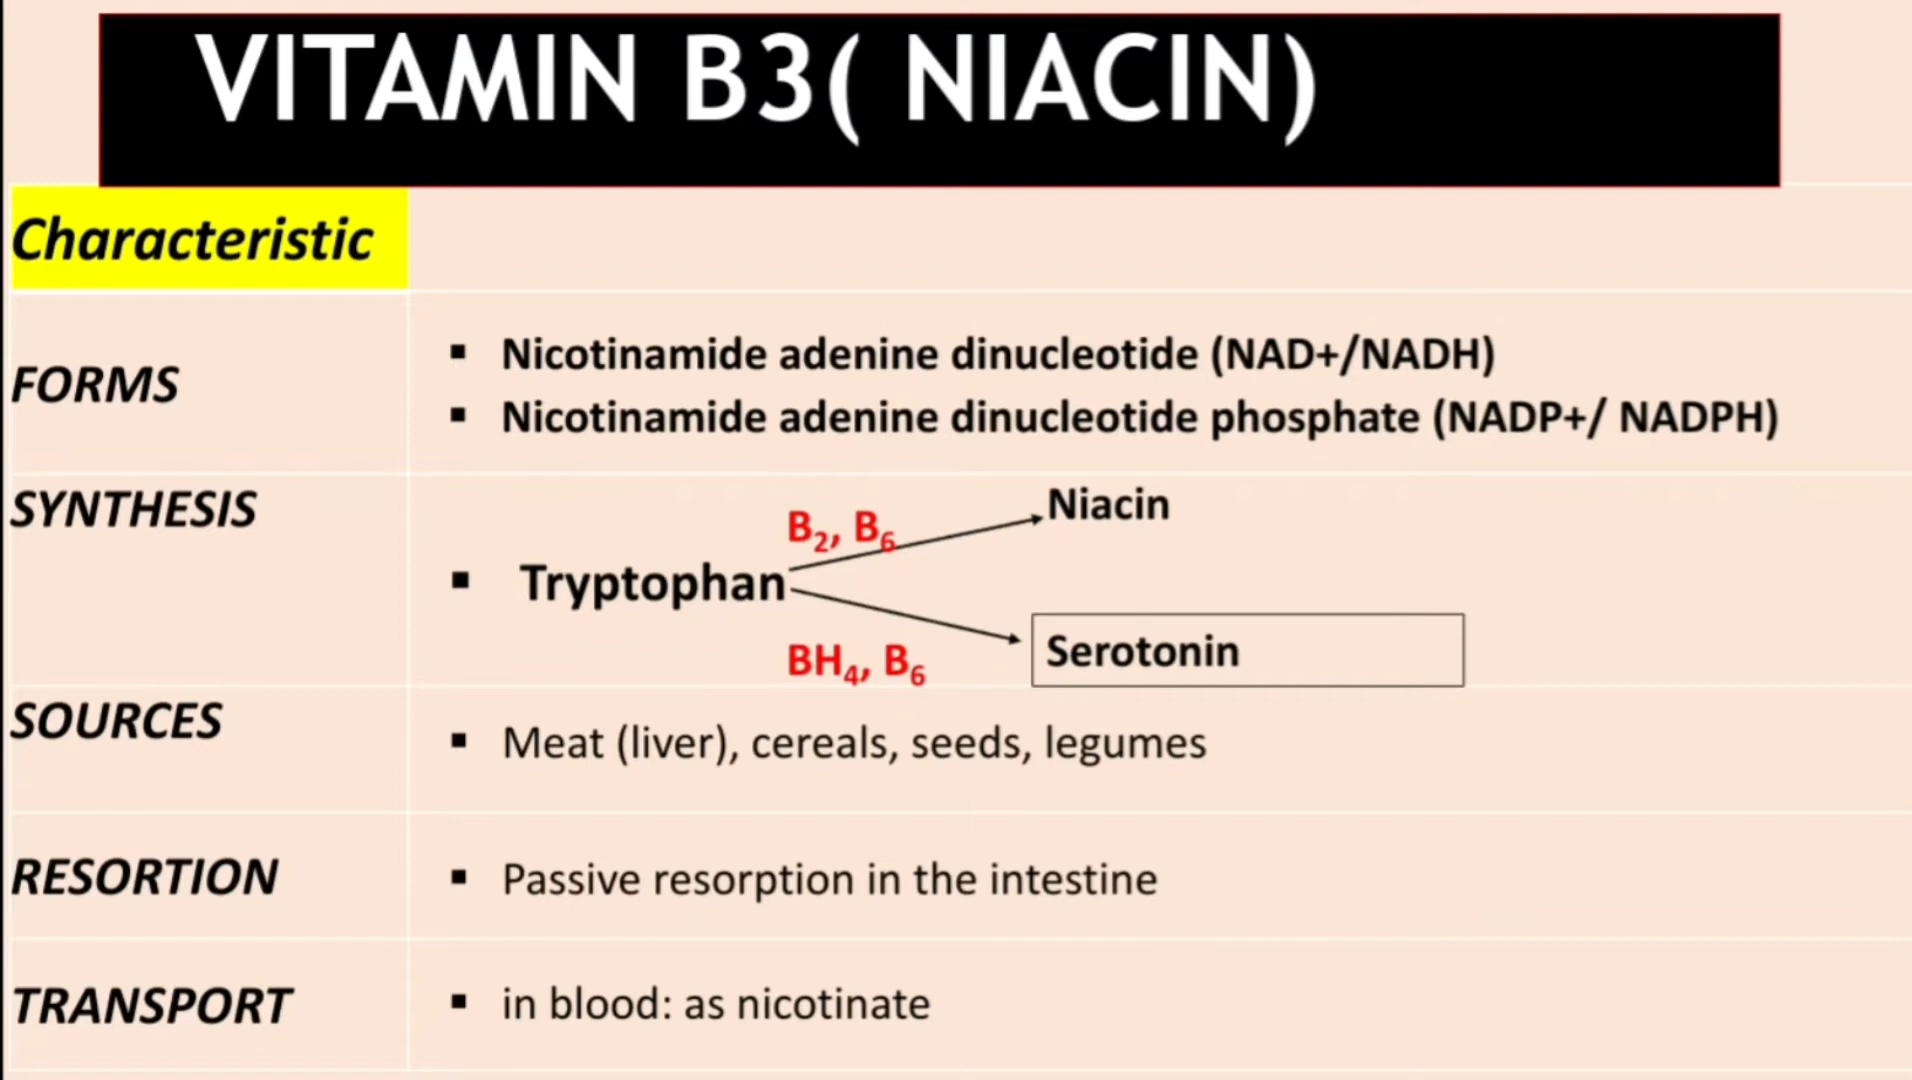 VITAMIN B3( NIACIN)
Characteristic
FORMS
▪ Nicotinamide adenine dinucleotide (NAD+/NADH)
▪ Nicotinamide adenine dinucleotide phosphate (NADP+/ NADPH)
SYNTHESIS
Niacin
B₂, B₆
▪ Tryptophan
Serotonin
BH₄, B₆
SOURCES
▪ Meat (liver), cereals, seeds, legumes
RESORTION
▪ Passive resorption in the intestine
TRANSPORT
▪ in blood: as nicotinate